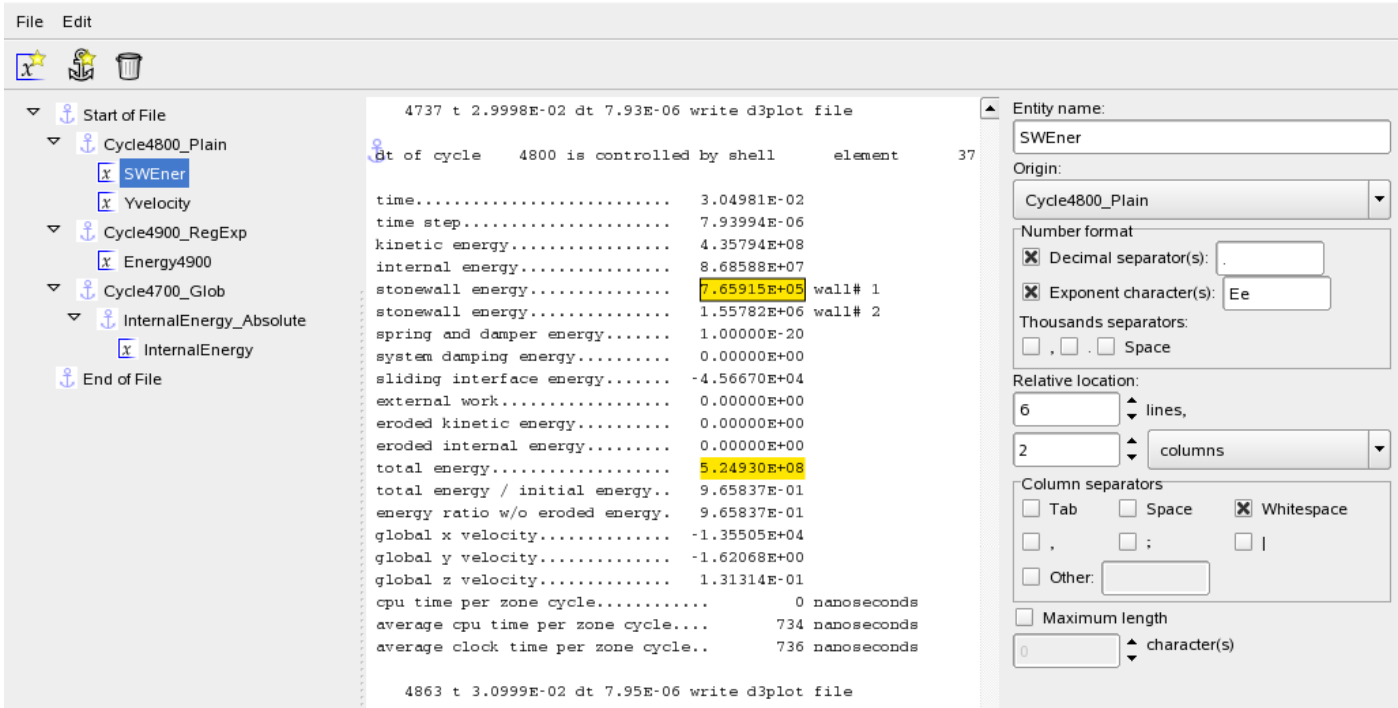 File Edit
Start of File
Cycle4800_Plain
SWEner
Yvelocity
Cycle4900_RegExp
Energy4900
Cycle4700_Glob
InternalEnergy_Absolute
InternalEnergy
End of File
4737 t 2.9998E-02 dt 7.93E-06 write d3plot file
dt of cycle 4800 is controlled by shell element 37
time........................... 3.04981E-02
time step...................... 7.93994E-06
kinetic energy................. 4.35794E+08
internal energy................ 8.68588E+07
stonewall energy............... 7.65915E+05 wall# 1
stonewall energy............... 1.55782E+06 wall# 2
spring and damper energy....... 1.00000E-20
system damping energy.......... 0.00000E+00
sliding interface energy....... -4.56670E+04
external work.................. 0.00000E+00
eroded kinetic energy.......... 0.00000E+00
eroded internal energy......... 0.00000E+00
total energy................... 5.24930E+08
total energy / initial energy.. 9.65837E-01
energy ratio w/o eroded energy. 9.65837E-01
global x velocity.............. -1.35505E+04
global y velocity.............. -1.62068E+00
global z velocity.............. 1.31314E-01
cpu time per zone cycle............ 0 nanoseconds
average cpu time per zone cycle.... 734 nanoseconds
average clock time per zone cycle.. 736 nanoseconds
4863 t 3.0999E-02 dt 7.95E-06 write d3plot file
Entity name:
SWEner
Origin:
Cycle4800_Plain
Number format
Decimal separator(s): .
Exponent character(s): Ee
Thousands separators:
, . Space
Relative location:
6 lines,
2 columns
Column separators
Tab Space Whitespace
, ; |
Other:
Maximum length
0 character(s)